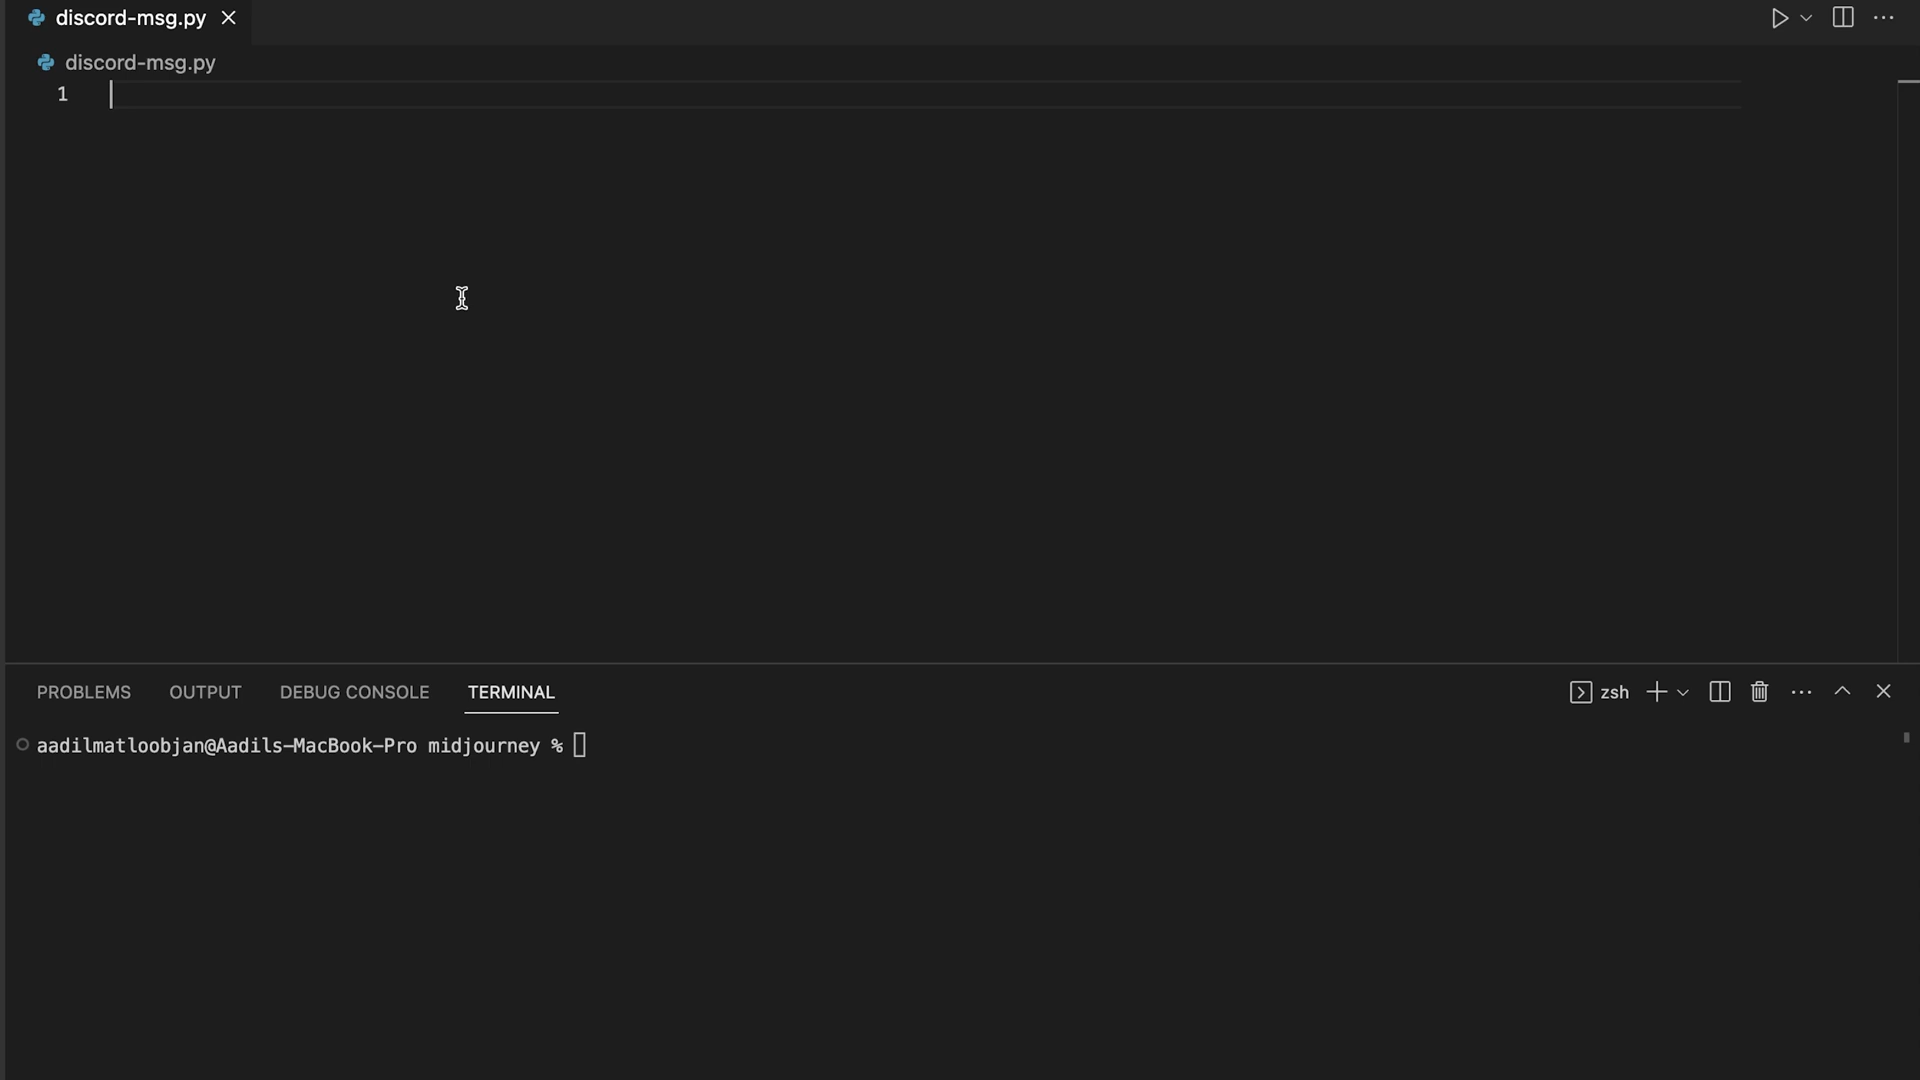 discord-msg.py
discord-msg.py
1
PROBLEMS OUTPUT DEBUG CONSOLE TERMINAL zsh
aadilmatloobjan@Aadils-MacBook-Pro midjourney %